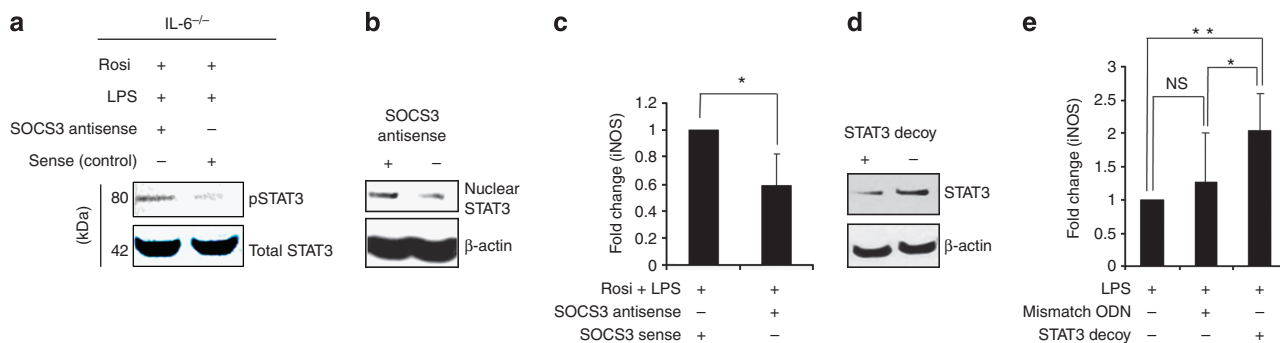 a
IL-6–/–
Rosi + +
LPS + +
SOCS3 antisense + –
Sense (control) – +
(kDa)
80 pSTAT3
42 Total STAT3
b
SOCS3
antisense
+ –
Nuclear
STAT3
β-actin
c
*
Fold change (iNOS)
1.2
1
0.8
0.6
0.4
0.2
0
Rosi + LPS + +
SOCS3 antisense – +
SOCS3 sense + –
d
STAT3 decoy
+ –
STAT3
β-actin
e
* *
*
NS
Fold change (iNOS)
3
2.5
2
1.5
1
0.5
0
LPS + + +
Mismatch ODN – + –
STAT3 decoy – – +